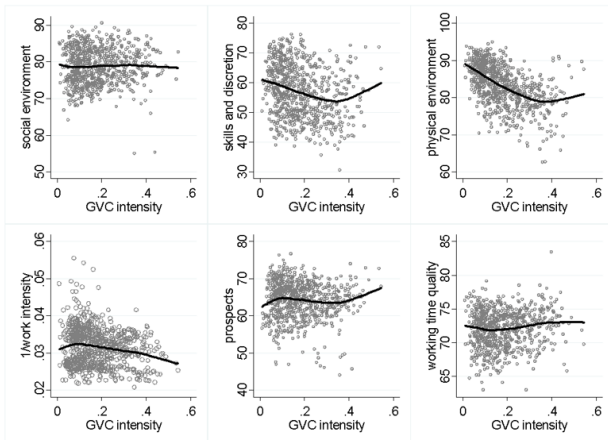 social environment
50 60 70 80 90
0 .2 .4 .6
GVC intensity
skills and discretion
30 40 50 60 70 80
0 .2 .4 .6
GVC intensity
physical environment
60 70 80 90 100
0 .2 .4 .6
GVC intensity
1/work intensity
.02 .03 .04 .05 .06
0 .2 .4 .6
GVC intensity
prospects
40 50 60 70 80
0 .2 .4 .6
GVC intensity
working time quality
65 70 75 80 85
0 .2 .4 .6
GVC intensity